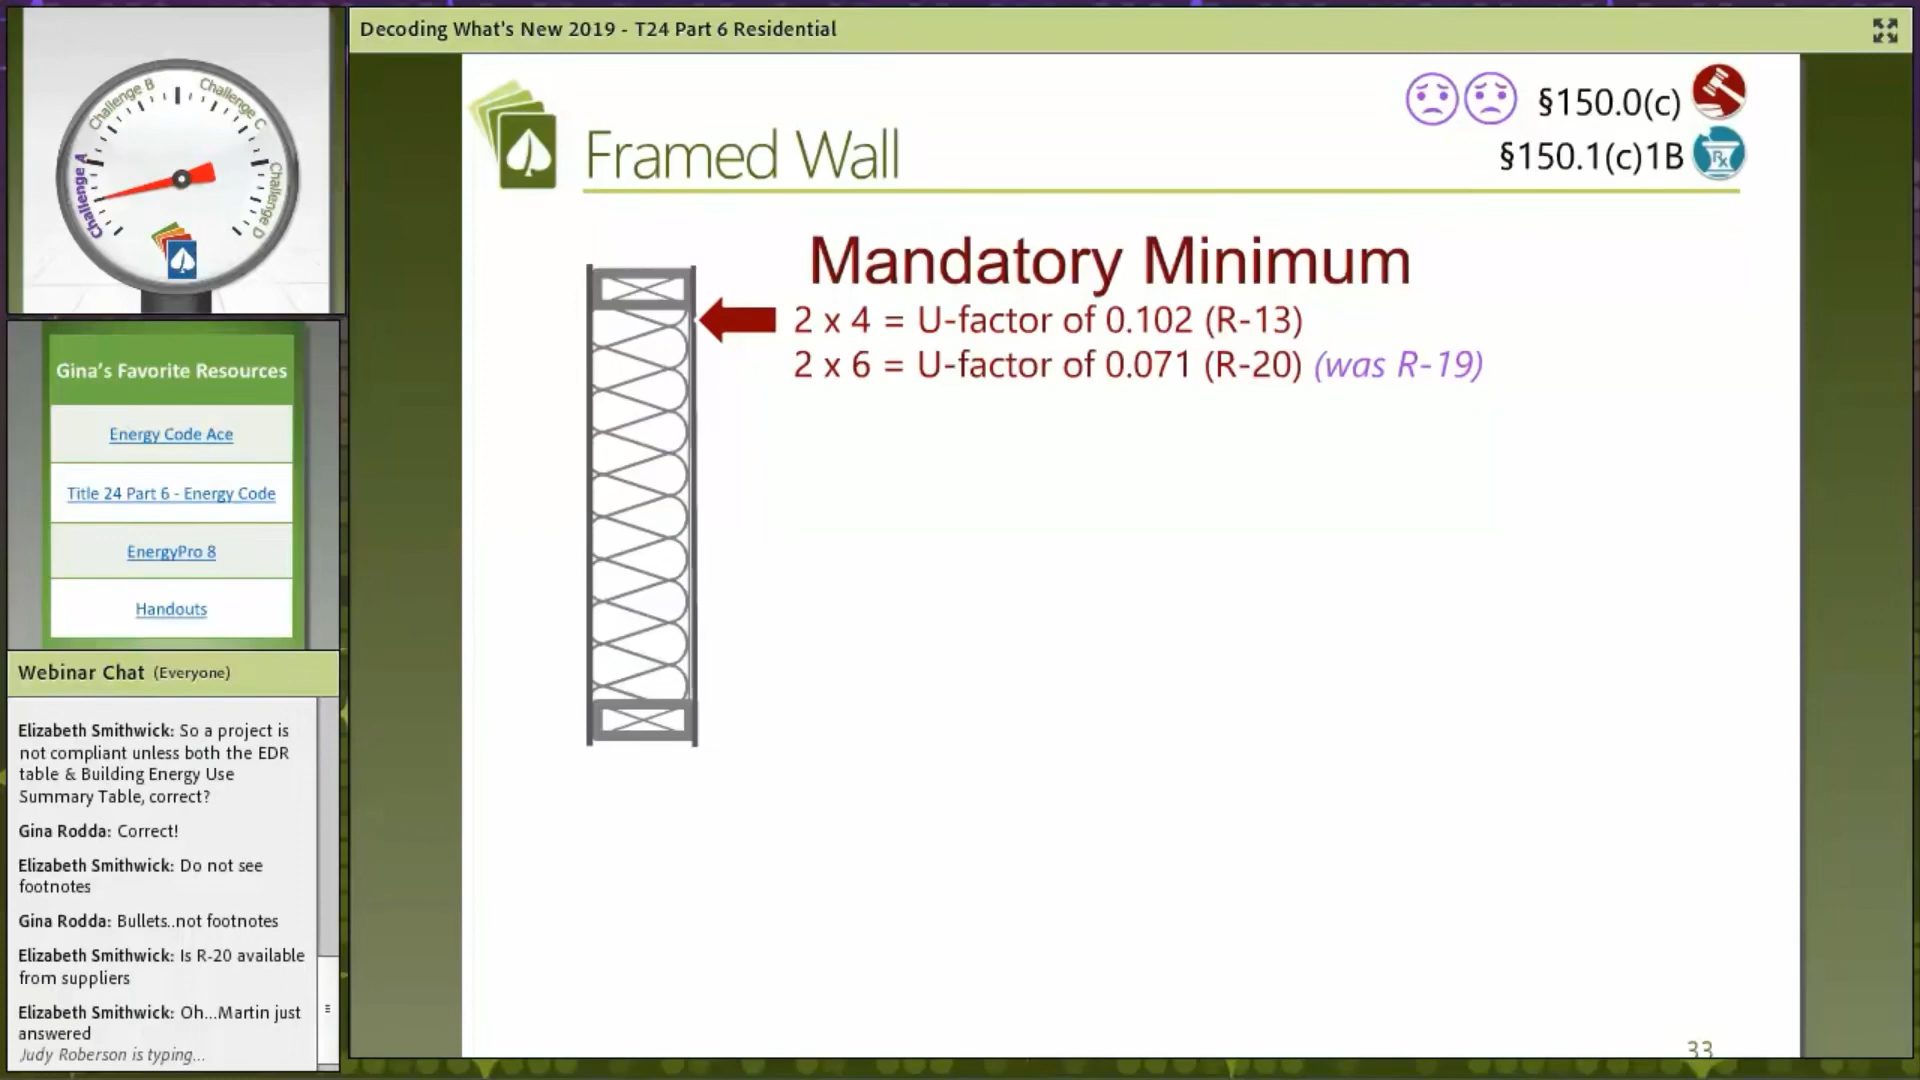 Decoding What's New 2019 - T24 Part 6 Residential
Challenge A
Challenge B
Challenge C
Challenge D
Gina's Favorite Resources
Energy Code Ace
Title 24 Part 6 - Energy Code
EnergyPro 8
Handouts
Webinar Chat (Everyone)
Elizabeth Smithwick: So a project is
not compliant unless both the EDR
table & Building Energy Use
Summary Table, correct?
Gina Rodda: Correct!
Elizabeth Smithwick: Do not see
footnotes
Gina Rodda: Bullets..not footnotes
Elizabeth Smithwick: Is R-20 available
from suppliers
Elizabeth Smithwick: Oh...Martin just
answered
Judy Roberson is typing...
Framed Wall
§150.0(c)
§150.1(c)1B
Rx
Mandatory Minimum
2 x 4 = U-factor of 0.102 (R-13)
2 x 6 = U-factor of 0.071 (R-20) (was R-19)
33